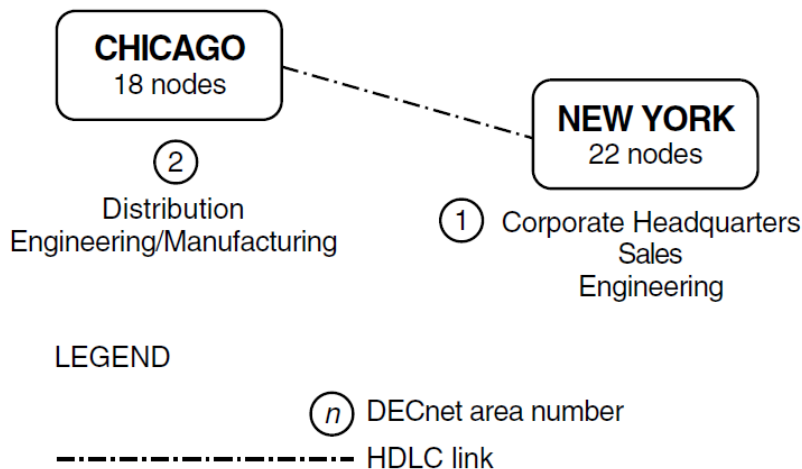 CHICAGO
18 nodes
NEW YORK
22 nodes
2
Distribution
Engineering/Manufacturing
1 Corporate Headquarters
Sales
Engineering
LEGEND
n DECnet area number
HDLC link